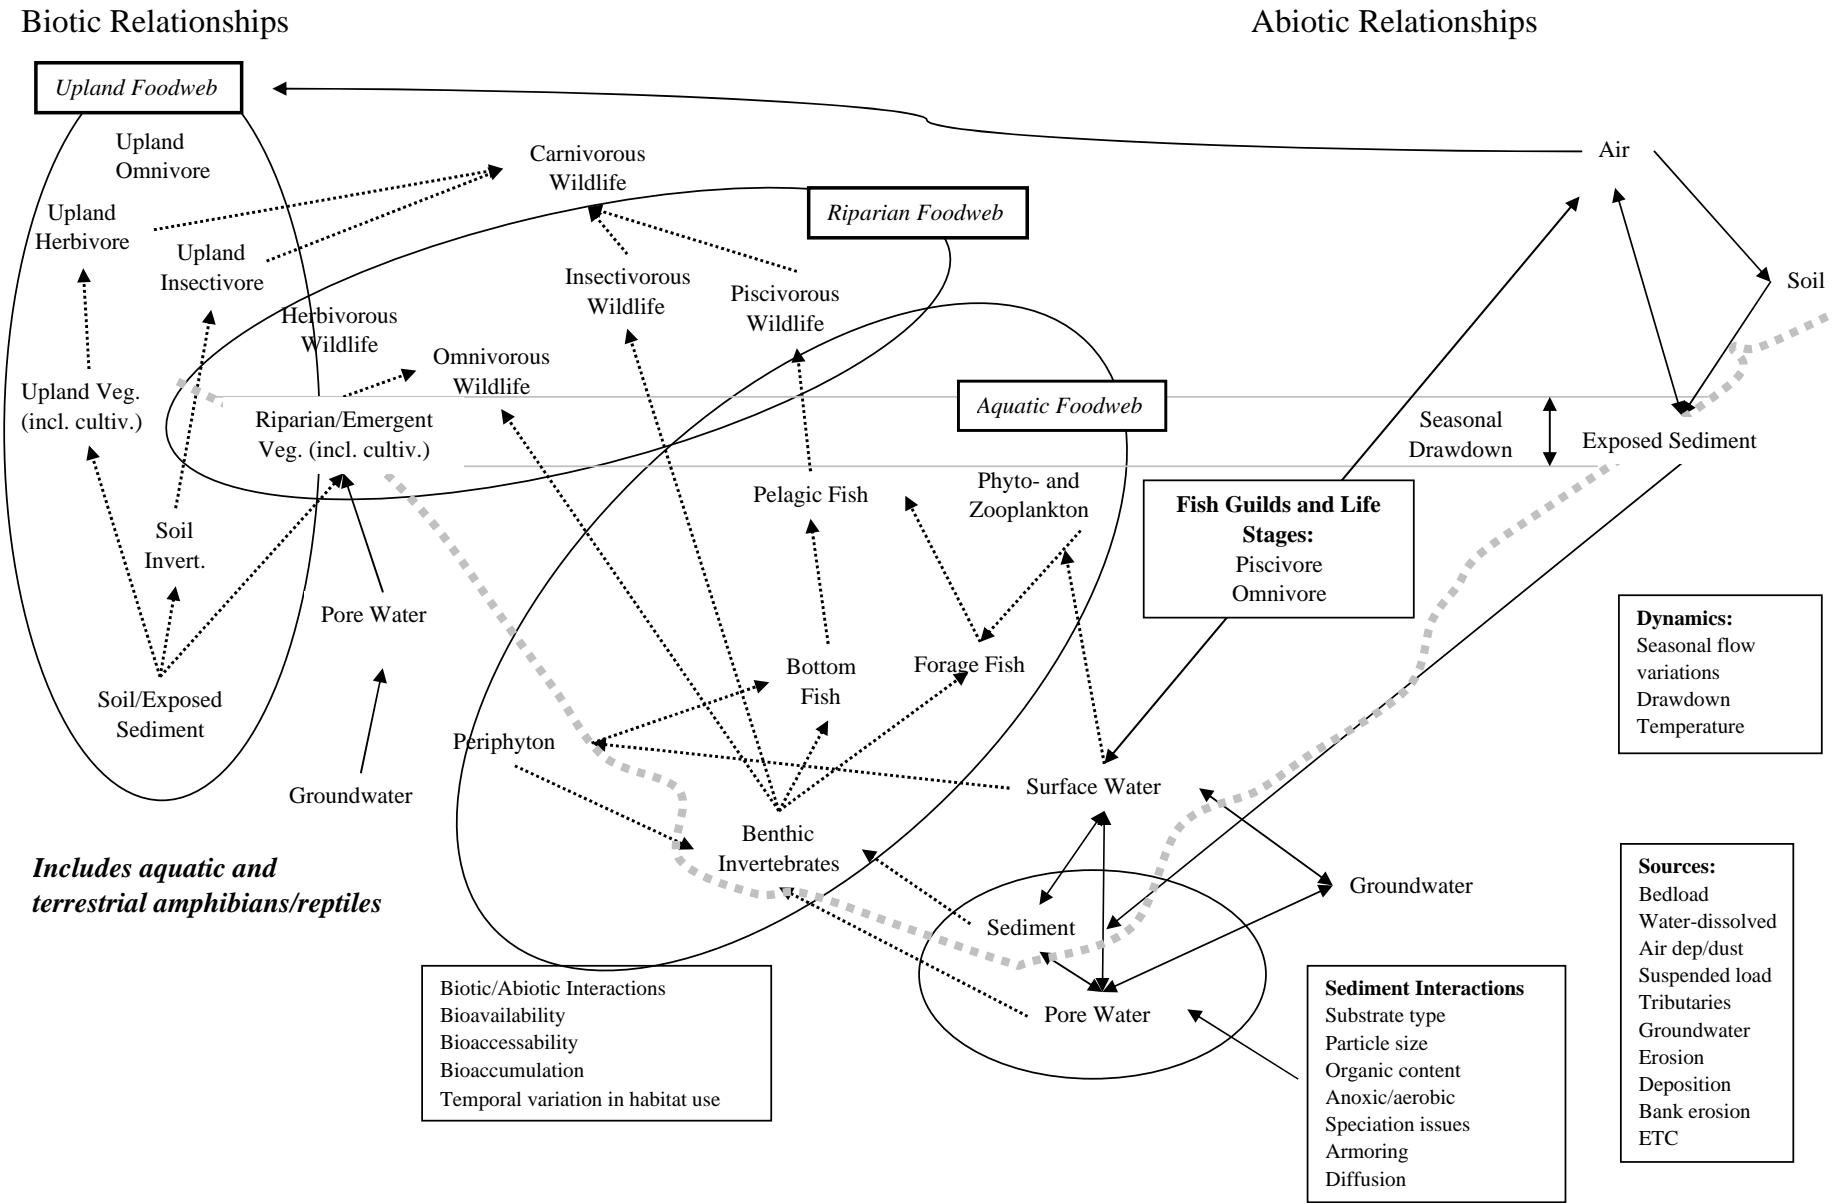 Biotic Relationships
Abiotic Relationships
Upland Foodweb
Upland
Omnivore
Carnivorous
Wildlife
Air
Upland
Herbivore
Riparian Foodweb
Upland
Insectivore
Insectivorous
Wildlife
Piscivorous
Wildlife
Soil
Herbivorous
Wildlife
Omnivorous
Wildlife
Upland Veg.
(incl. cultiv.)
Riparian/Emergent
Veg. (incl. cultiv.)
Aquatic Foodweb
Seasonal
Drawdown
Exposed Sediment
Pelagic Fish
Phyto- and
Zooplankton
Fish Guilds and Life
Stages:
Piscivore
Omnivore
Soil
Invert.
Pore Water
Dynamics:
Seasonal flow
variations
Drawdown
Temperature
Bottom
Fish
Forage Fish
Soil/Exposed
Sediment
Periphyton
Groundwater
Surface Water
Benthic
Invertebrates
Includes aquatic and
terrestrial amphibians/reptiles
Groundwater
Sediment
Pore Water
Sources:
Bedload
Water-dissolved
Air dep/dust
Suspended load
Tributaries
Groundwater
Erosion
Deposition
Bank erosion
ETC
Biotic/Abiotic Interactions
Bioavailability
Bioaccessability
Bioaccumulation
Temporal variation in habitat use
Sediment Interactions
Substrate type
Particle size
Organic content
Anoxic/aerobic
Speciation issues
Armoring
Diffusion